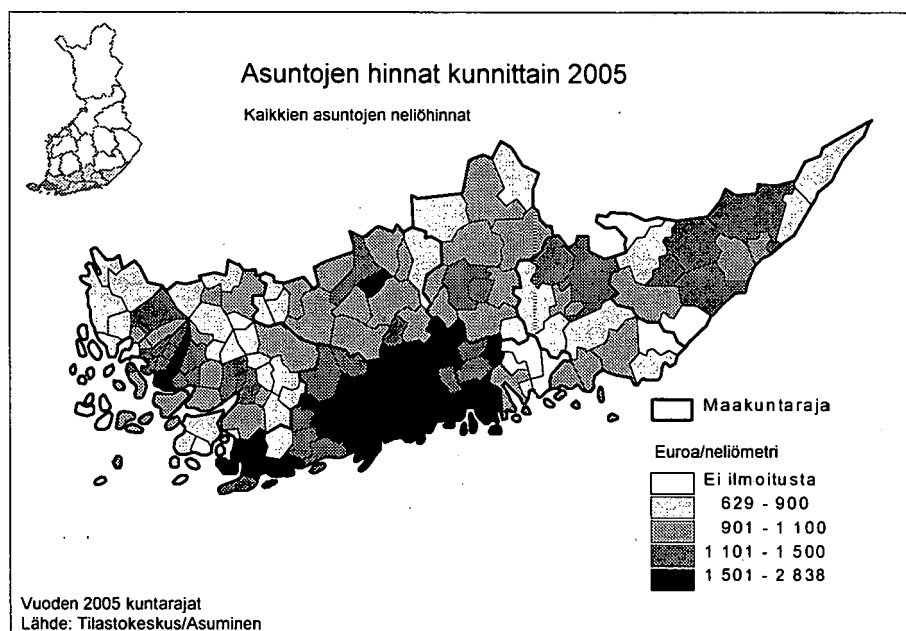 Asuntojen hinnat kunnittain 2005
Kaikkien asuntojen neliöhinnat
Maakuntaraja
Euroa/neliömetri
Ei ilmoitusta
629 - 900
901 - 1 100
1 101 - 1 500
1 501 - 2 838
Vuoden 2005 kuntarajat
Lähde: Tilastokeskus/Asuminen